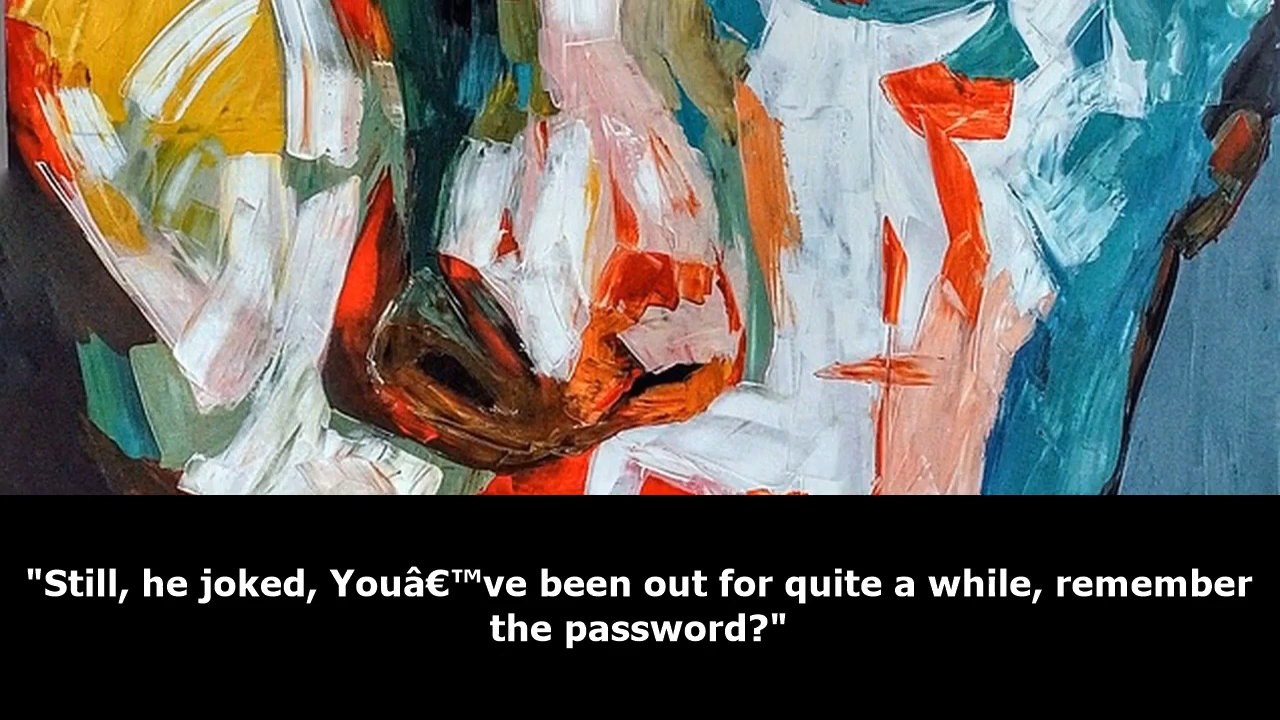 "Still, he joked, Youâ€™ve been out for quite a while, remember
the password?"